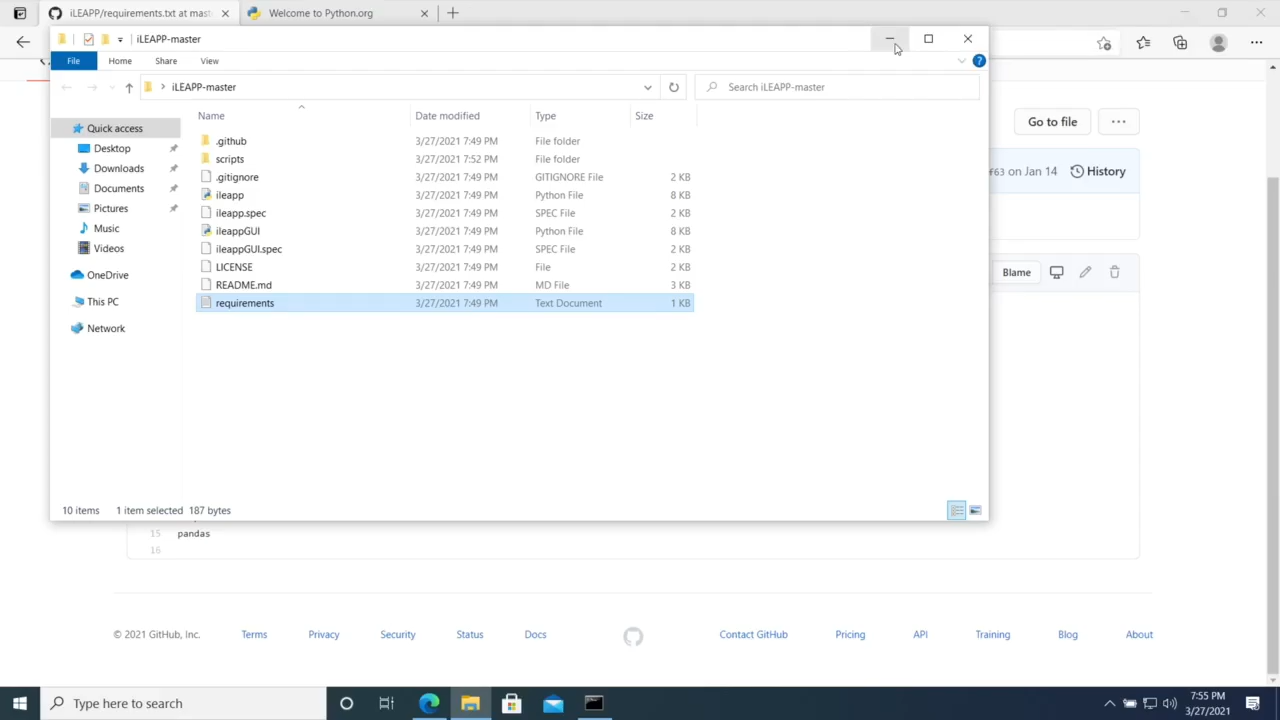 iLEAPP/requirements.txt at mast
Welcome to Python.org
iLEAPP-master
File Home Share View
iLEAPP-master
Search iLEAPP-master
Name Date modified Type Size
Quick access
Desktop
Downloads
Documents
Pictures
Music
Videos
OneDrive
This PC
Network
.github 3/27/2021 7:49 PM File folder
scripts 3/27/2021 7:52 PM File folder
.gitignore 3/27/2021 7:49 PM GITIGNORE File 2 KB
ileapp 3/27/2021 7:49 PM Python File 8 KB
ileapp.spec 3/27/2021 7:49 PM SPEC File 2 KB
ileappGUI 3/27/2021 7:49 PM Python File 8 KB
ileappGUI.spec 3/27/2021 7:49 PM SPEC File 2 KB
LICENSE 3/27/2021 7:49 PM File 2 KB
README.md 3/27/2021 7:49 PM MD File 3 KB
requirements 3/27/2021 7:49 PM Text Document 1 KB
10 items 1 item selected 187 bytes
Go to file
f63 on Jan 14 History
Blame
15 pandas
16
© 2021 GitHub, Inc. Terms Privacy Security Status Docs Contact GitHub Pricing API Training Blog About
Type here to search
7:55 PM
3/27/2021